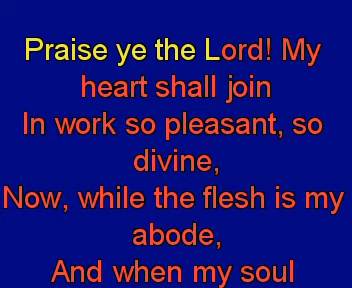 Praise ye the Lord! My
heart shall join
In work so pleasant, so
divine,
Now, while the flesh is my
abode,
And when my soul